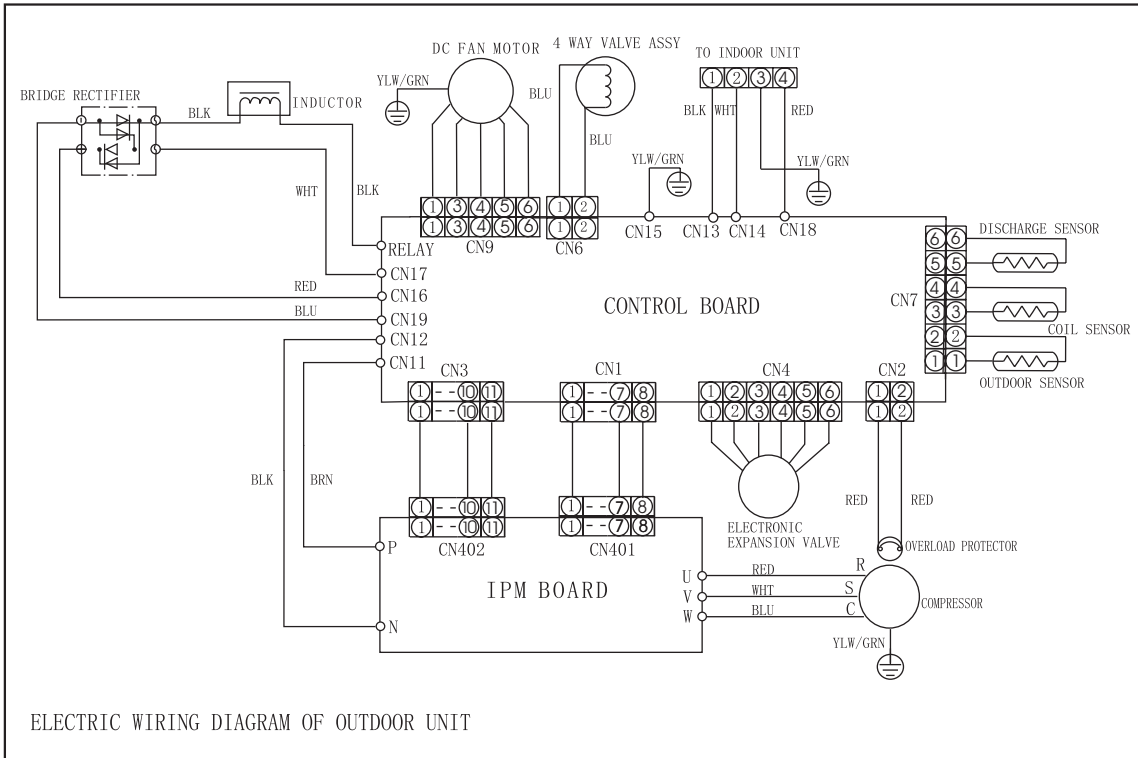 DC FAN MOTOR
4 WAY VALVE ASSY
TO INDOOR UNIT
1 2 3 4
YLW/GRN
BLU
BLK WHT
RED
BRIDGE RECTIFIER
BLK
INDUCTOR
BLU
YLW/GRN
YLW/GRN
WHT
BLK
1 3 4 5 6
1 3 4 5 6
CN9
1 2
1 2
CN6
CN15
CN13
CN14
CN18
RELAY
CN17
RED
CN16
BLU
CN19
CN12
CN11
CONTROL BOARD
CN7
6 6
5 5
4 4
3 3
2 2
1 1
DISCHARGE SENSOR
COIL SENSOR
OUTDOOR SENSOR
CN3
1 -- 10 11
1 -- 10 11
CN1
1 -- 7 8
1 -- 7 8
CN4
1 2 3 4 5 6
1 2 3 4 5 6
CN2
1 2
1 2
BLK
BRN
RED
RED
1 -- 10 11
1 -- 10 11
CN402
1 -- 7 8
1 -- 7 8
CN401
ELECTRONIC
EXPANSION VALVE
OVERLOAD PROTECTOR
P
N
IPM BOARD
U
RED
R
V
WHT
S
W
BLU
C
COMPRESSOR
YLW/GRN
ELECTRIC WIRING DIAGRAM OF OUTDOOR UNIT